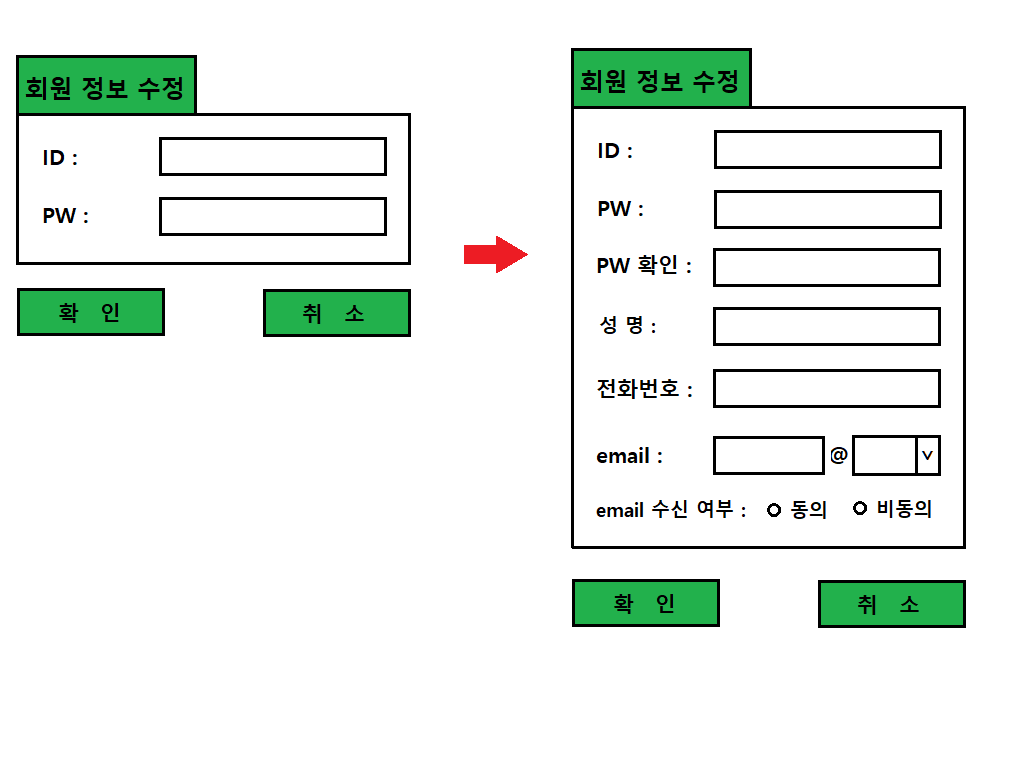 회원 정보 수정
ID :
PW :
확 인 취 소
회원 정보 수정
ID :
PW :
PW 확인 :
성 명 :
전화번호 :
email : @ v
email 수신 여부 : 동의 비동의
확 인 취 소